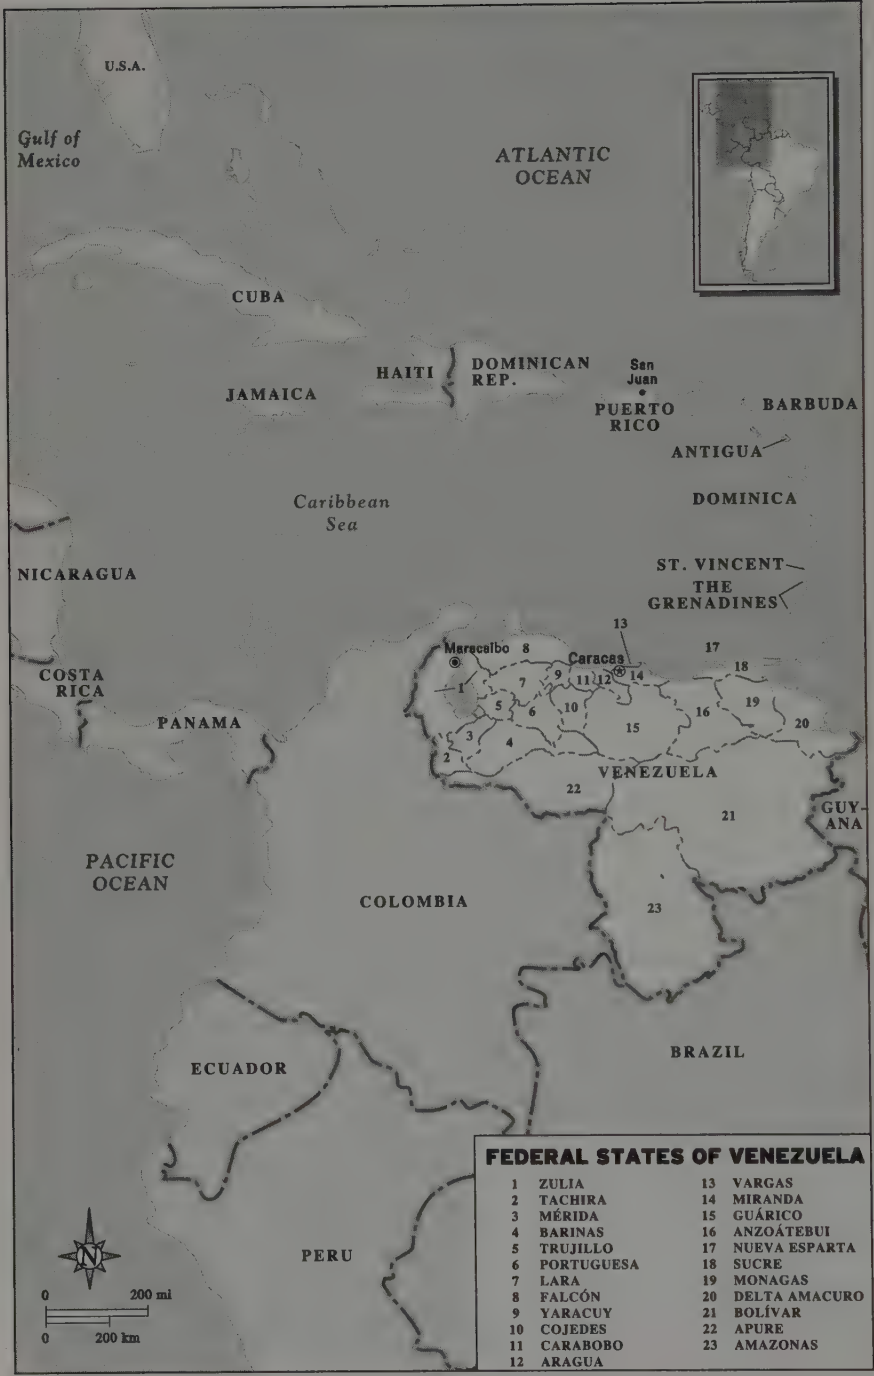 U.S.A.
Gulf of
Mexico
ATLANTIC
OCEAN
CUBA
HAITI
DOMINICAN
REP.
San
Juan
JAMAICA
PUERTO
RICO
BARBUDA
ANTIGUA
Caribbean
Sea
DOMINICA
NICARAGUA
ST. VINCENT
THE
GRENADINES
13
Maracaibo
8
Caracas
17
18
COSTA
RICA
1
7
9
11
12
14
19
PANAMA
5
6
10
15
16
20
3
4
2
VENEZUELA
22
21
GUY-
ANA
PACIFIC
OCEAN
COLOMBIA
23
ECUADOR
BRAZIL
PERU
N
0 200 mi
0 200 km
FEDERAL STATES OF VENEZUELA
1 ZULIA
2 TACHIRA
3 MÉRIDA
4 BARINAS
5 TRUJILLO
6 PORTUGUESA
7 LARA
8 FALCÓN
9 YARACUY
10 COJEDES
11 CARABOBO
12 ARAGUA
13 VARGAS
14 MIRANDA
15 GUÁRICO
16 ANZOÁTEBUI
17 NUEVA ESPARTA
18 SUCRE
19 MONAGAS
20 DELTA AMACURO
21 BOLÍVAR
22 APURE
23 AMAZONAS